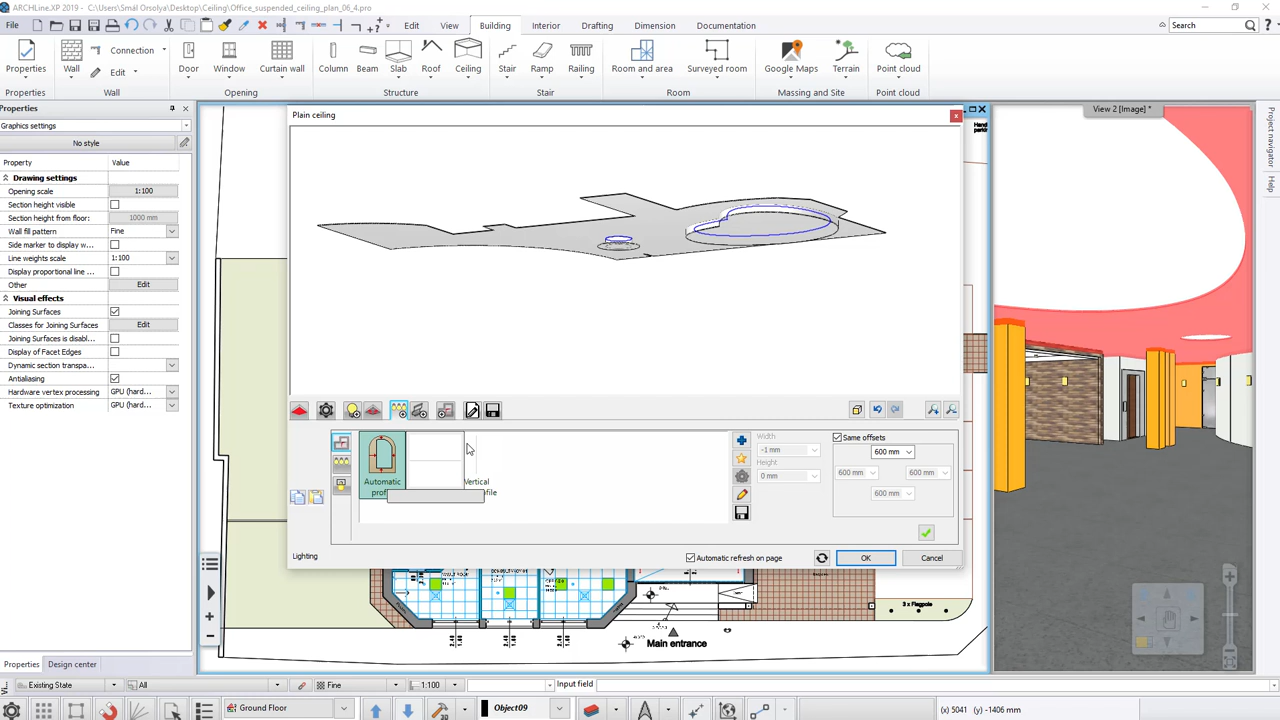 ARCHLine.XP 2019 - C:\Users\Smál Orsolya\Desktop\Ceiling\Office_suspended_ceiling_plan_06_4.pro
File Edit View Building Interior Drafting Dimension Documentation Search
Properties Wall Connection Edit Door Window Curtain wall Column Beam Slab Roof Ceiling Stair Ramp Railing Room and area Surveyed room Google Maps Terrain Point cloud
Properties Wall Opening Structure Stair Room Massing and Site Point cloud
Properties
Graphics settings
No style
Property Value
Drawing settings
Opening scale 1:100
Section height visible
Section height from floor: 1000 mm
Wall fill pattern Fine
Side marker to display w...
Line weights scale 1:100
Display proportional line ...
Other Edit
Visual effects
Joining Surfaces
Classes for Joining Surfaces Edit
Joining Surfaces is disabl...
Display of Facet Edges
Dynamic section transpa...
Antialiasing
Hardware vertex processing GPU (hard...
Texture optimization GPU (hard...
Properties Design center
Plain ceiling
Automatic
Vertical
Width
-1 mm
Height
0 mm
Same offsets
600 mm
600 mm 600 mm
600 mm
Lighting
Automatic refresh on page
OK Cancel
View 2 [Image] *
Project navigator
Help
Main entrance
3 x Flagpole
Existing State All Fine 1:100 Input field
Ground Floor Object09 (x) 5041 (y) -1406 mm